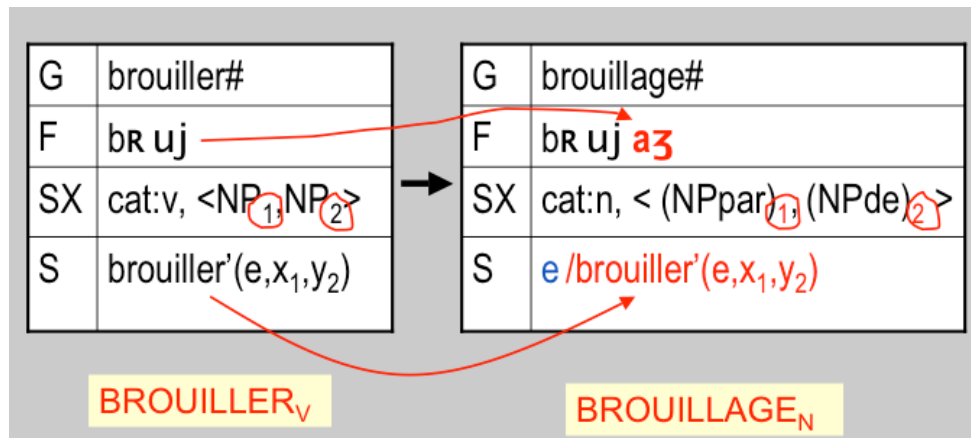 G brouiller#
F bʀ uj
SX cat:v, <NP1,NP2>
S brouiller’(e,x1,y2)
BROUILLERV
G brouillage#
F bʀ uj aʒ
SX cat:n, < (NPpar)1, (NPde)2 >
S e /brouiller’(e,x1,y2)
BROUILLAGEN